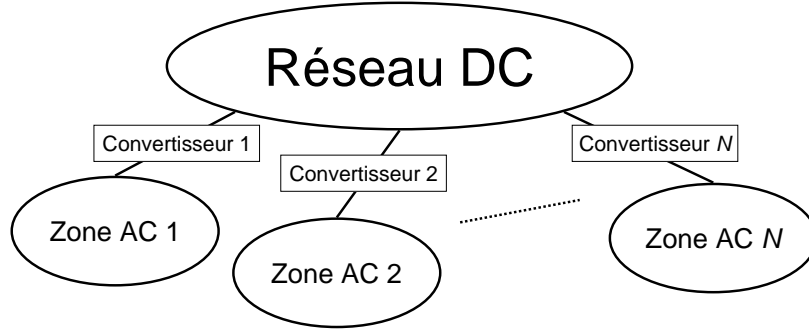 Réseau DC
Convertisseur 1
Convertisseur 2
Convertisseur N
Zone AC 1
Zone AC 2
Zone AC N